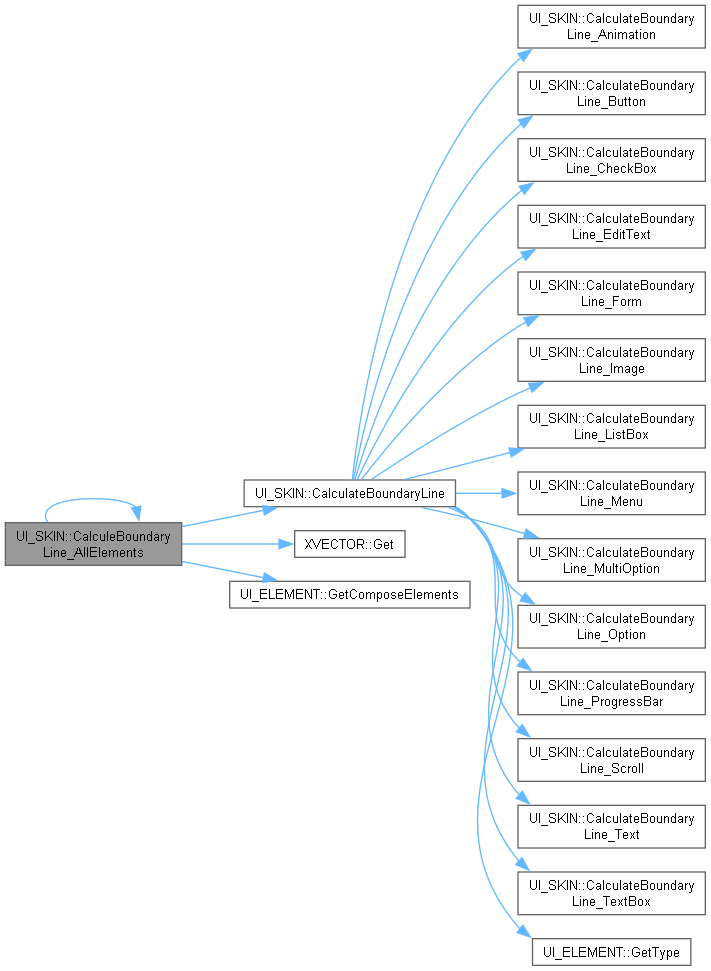 UI_SKIN::CalculateBoundary
Line_Animation
UI_SKIN::CalculateBoundary
Line_Button
UI_SKIN::CalculateBoundary
Line_CheckBox
UI_SKIN::CalculateBoundary
Line_EditText
UI_SKIN::CalculateBoundary
Line_Form
UI_SKIN::CalculateBoundary
Line_Image
UI_SKIN::CalculateBoundary
Line_ListBox
UI_SKIN::CalculateBoundaryLine
UI_SKIN::CalculateBoundary
Line_Menu
UI_SKIN::CalculeBoundary
Line_AllElements
XVECTOR::Get
UI_SKIN::CalculateBoundary
Line_MultiOption
UI_ELEMENT::GetComposeElements
UI_SKIN::CalculateBoundary
Line_Option
UI_SKIN::CalculateBoundary
Line_ProgressBar
UI_SKIN::CalculateBoundary
Line_Scroll
UI_SKIN::CalculateBoundary
Line_Text
UI_SKIN::CalculateBoundary
Line_TextBox
UI_ELEMENT::GetType